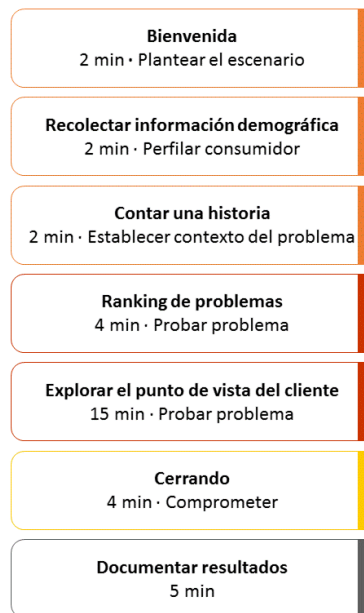 Bienvenida
2 min · Plantear el escenario
Recolectar información demográfica
2 min · Perfilar consumidor
Contar una historia
2 min · Establecer contexto del problema
Ranking de problemas
4 min · Probar problema
Explorar el punto de vista del cliente
15 min · Probar problema
Cerrando
4 min · Comprometer
Documentar resultados
5 min